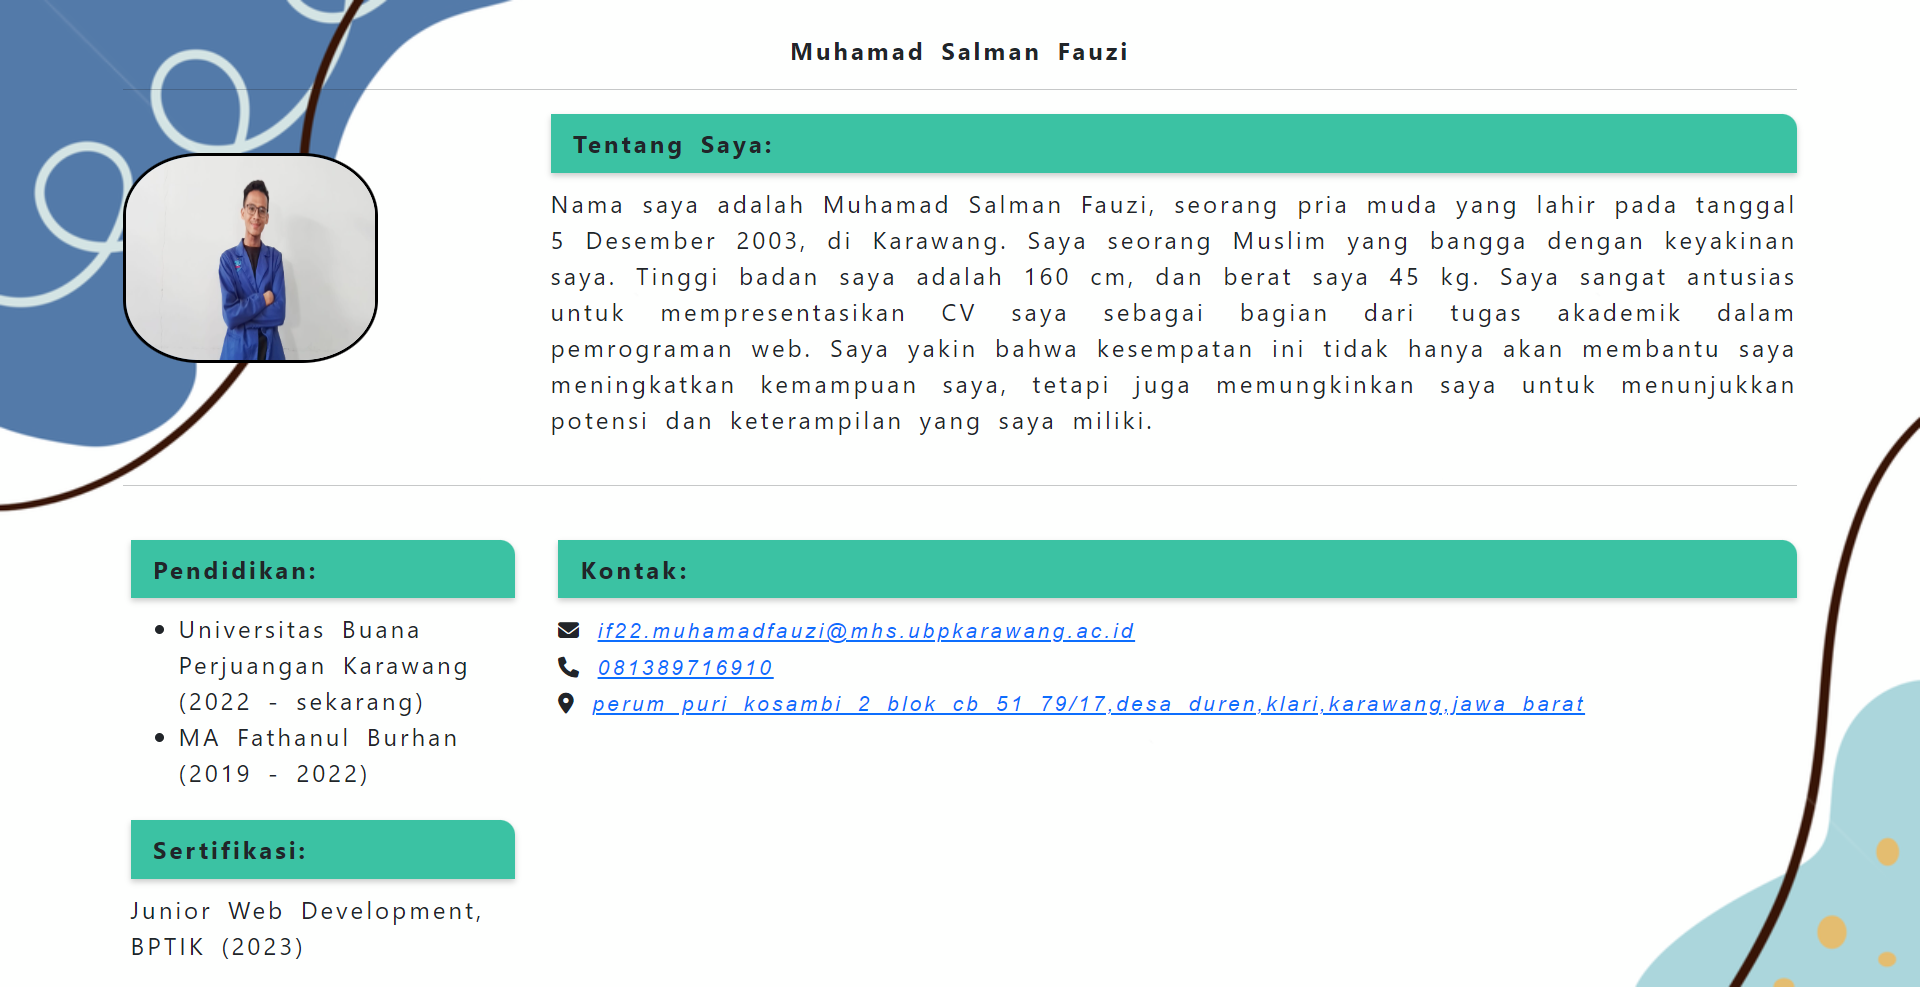 Muhamad Salman Fauzi
Tentang Saya:
Nama saya adalah Muhamad Salman Fauzi, seorang pria muda yang lahir pada tanggal
5 Desember 2003, di Karawang. Saya seorang Muslim yang bangga dengan keyakinan
saya. Tinggi badan saya adalah 160 cm, dan berat saya 45 kg. Saya sangat antusias
untuk mempresentasikan CV saya sebagai bagian dari tugas akademik dalam
pemrograman web. Saya yakin bahwa kesempatan ini tidak hanya akan membantu saya
meningkatkan kemampuan saya, tetapi juga memungkinkan saya untuk menunjukkan
potensi dan keterampilan yang saya miliki.
Pendidikan:
Universitas Buana
Perjuangan Karawang
(2022 - sekarang)
MA Fathanul Burhan
(2019 - 2022)
Sertifikasi:
Junior Web Development,
BPTIK (2023)
Kontak:
if22.muhamadfauzi@mhs.ubpkarawang.ac.id
081389716910
perum puri kosambi 2 blok cb 51 79/17,desa duren,klari,karawang,jawa barat